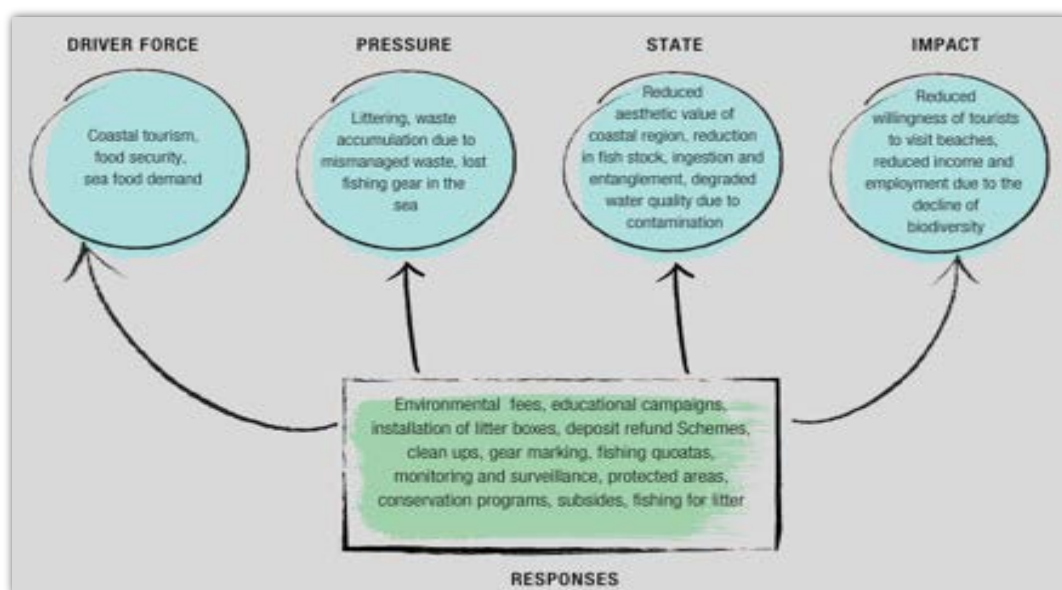 DRIVER FORCE
Coastal tourism,
food security,
sea food demand
PRESSURE
Littering, waste
accumulation due to
mismanaged waste, lost
fishing gear in the
sea
STATE
Reduced
aesthetic value of
coastal region, reduction
in fish stock, ingestion and
entanglement, degraded
water quality due to
contamination
IMPACT
Reduced
willingness of tourists
to visit beaches,
reduced income and
employment due to the
decline of
biodiversity
Environmental fees, educational campaigns,
installation of litter boxes, deposit refund Schemes,
clean ups, gear marking, fishing quoatas,
monitoring and surveillance, protected areas,
conservation programs, subsides, fishing for litter
RESPONSES